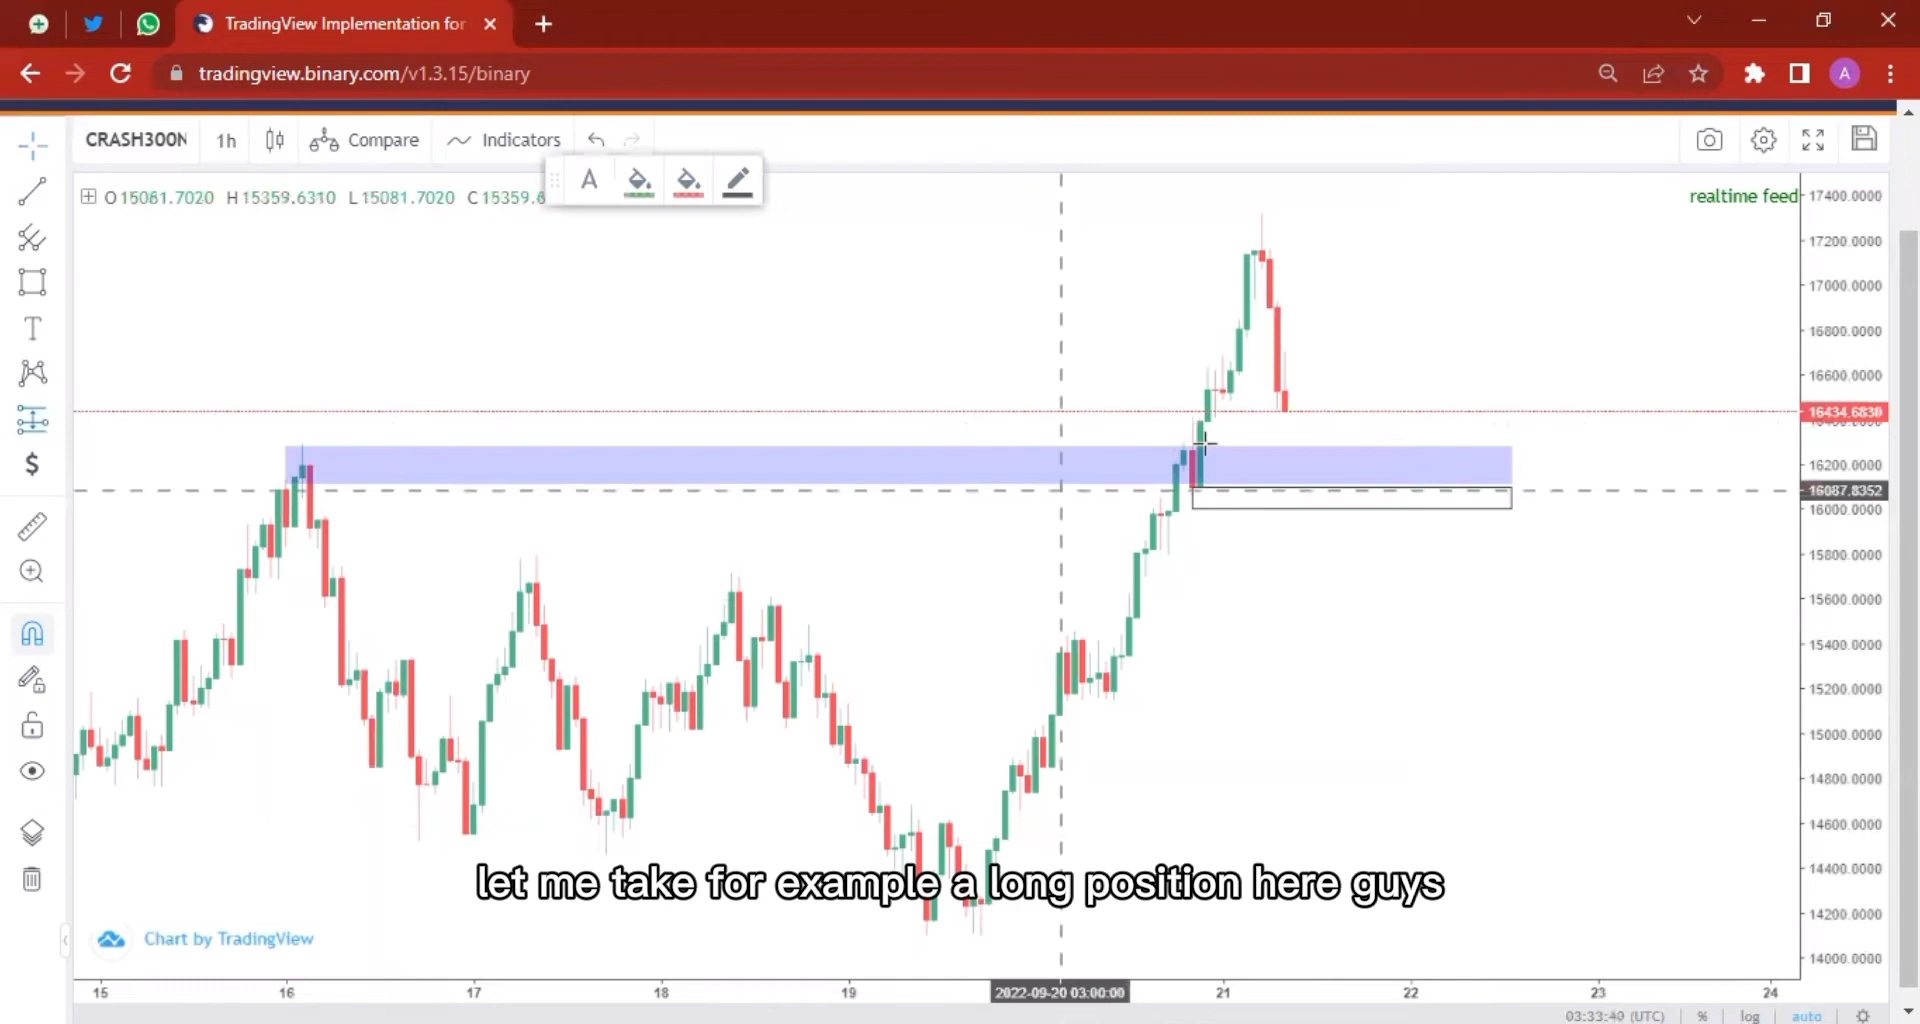 TradingView Implementation for
tradingview.binary.com/v1.3.15/binary
A
CRASH300N
1h
Compare
Indicators
O15081.7020 H15359.6310 L15081.7020 C15359.6
A
realtime feed
17400.0000
17200.0000
17000.0000
16800.0000
16600.0000
16434.6830
16200.0000
16087.8352
16000.0000
15800.0000
15600.0000
15400.0000
15200.0000
15000.0000
14800.0000
14600.0000
14400.0000
14200.0000
14000.0000
let me take for example a long position here guys
Chart by TradingView
15 16 17 18 19 2022-09-20 03:00:00 21 22 23 24
03:33:40 (UTC) % log auto